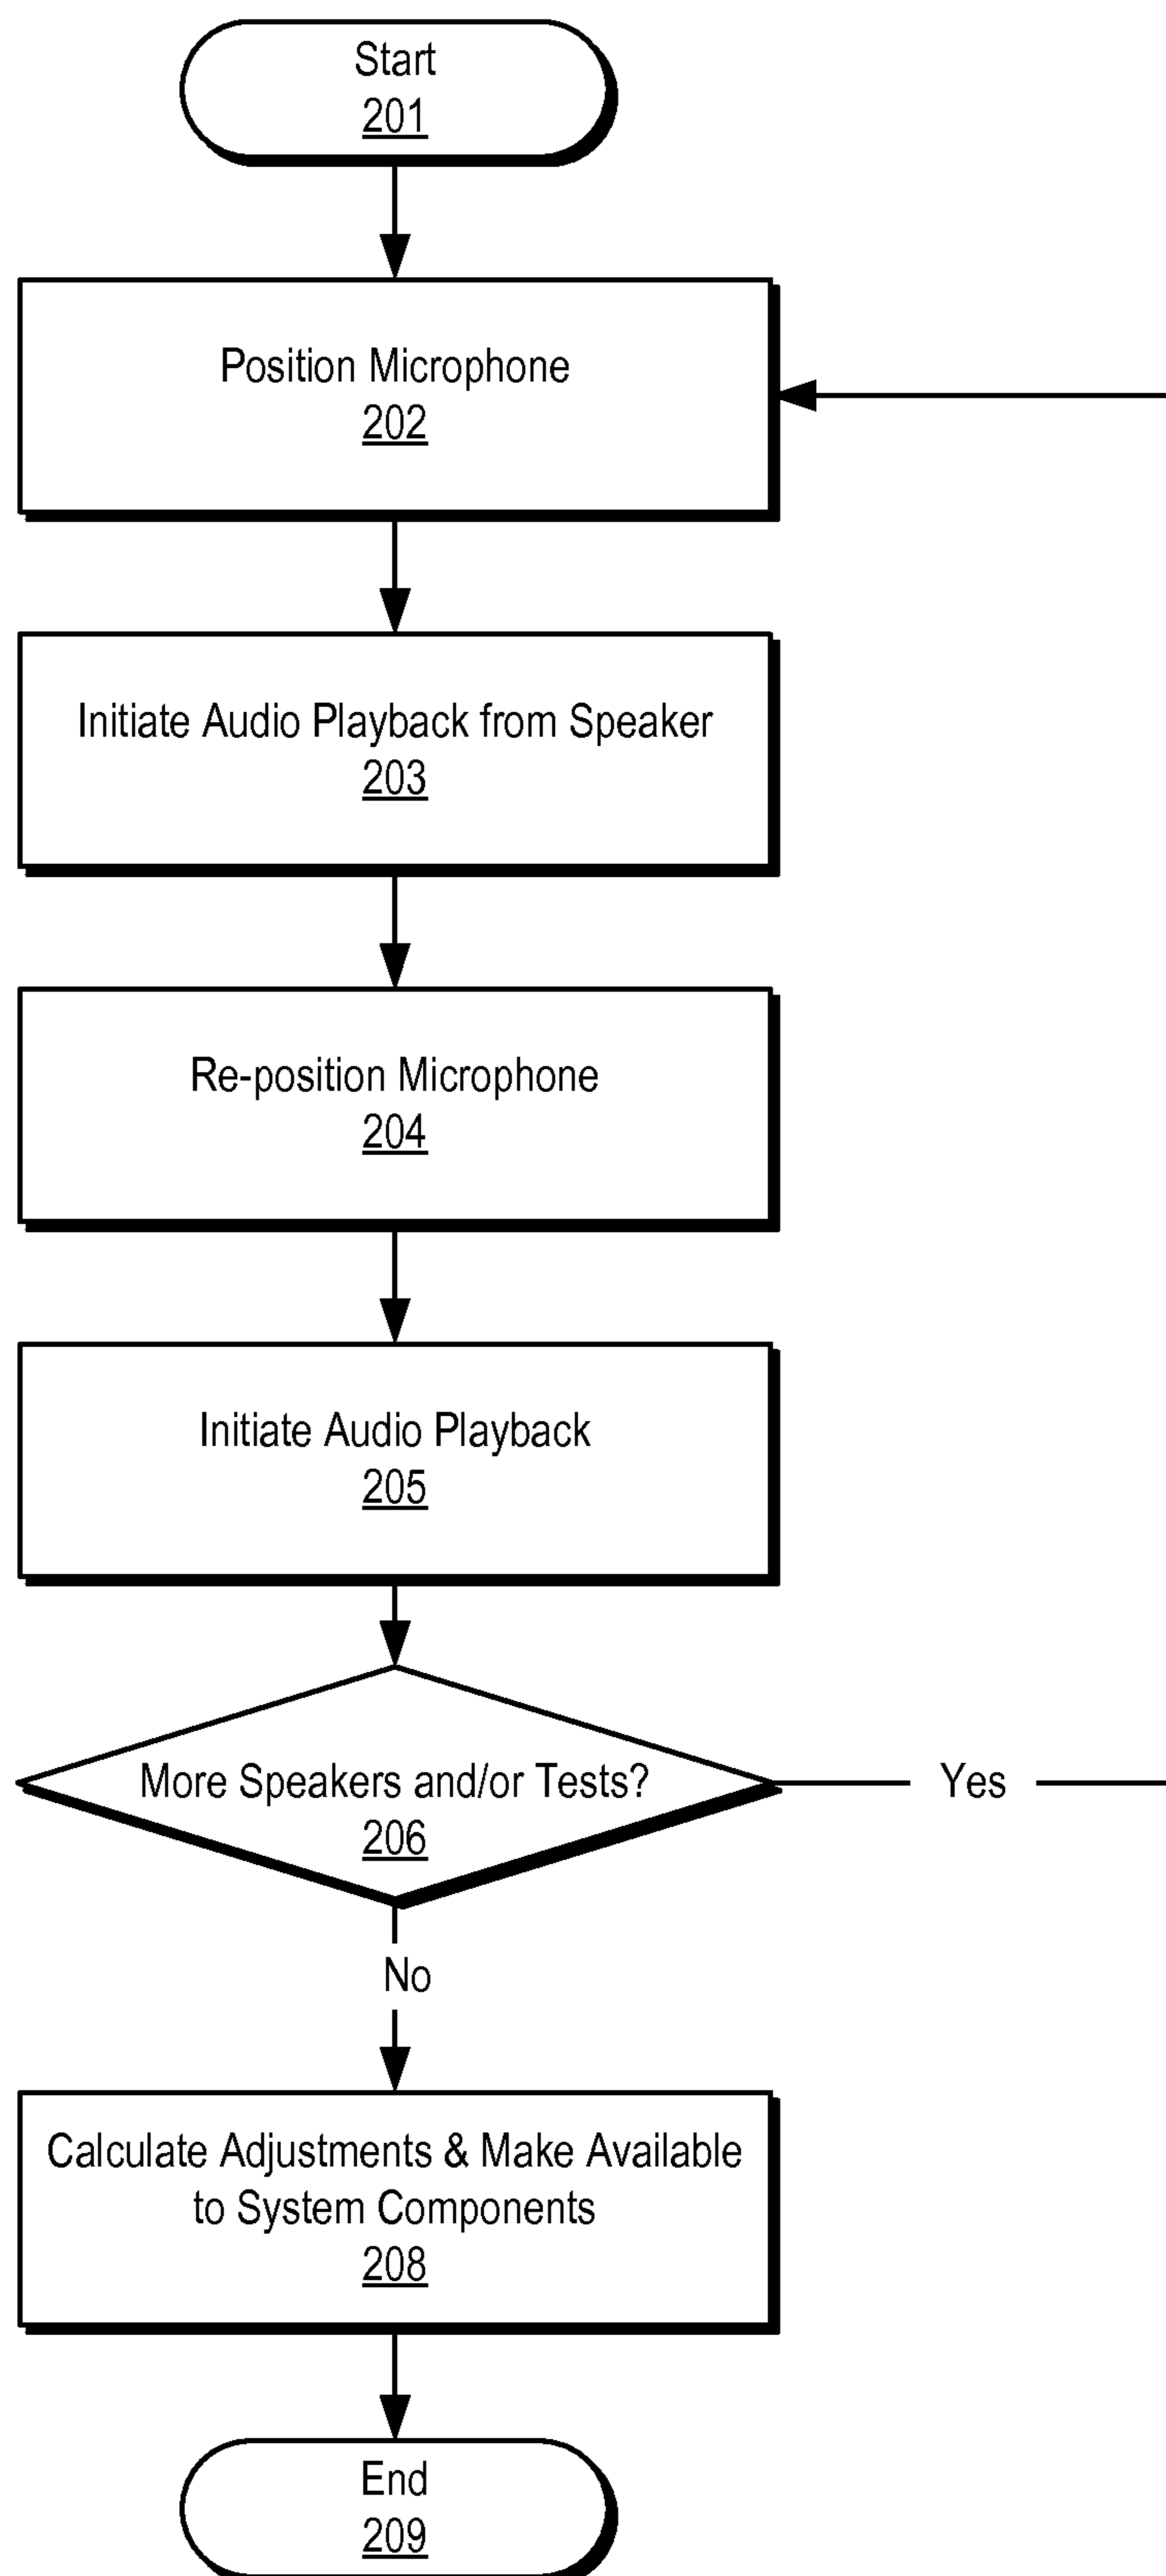 Start
201
Position Microphone
202
Initiate Audio Playback from Speaker
203
Re-position Microphone
204
Initiate Audio Playback
205
More Speakers and/or Tests?
206
Yes
No
Calculate Adjustments & Make Available
to System Components
208
End
209